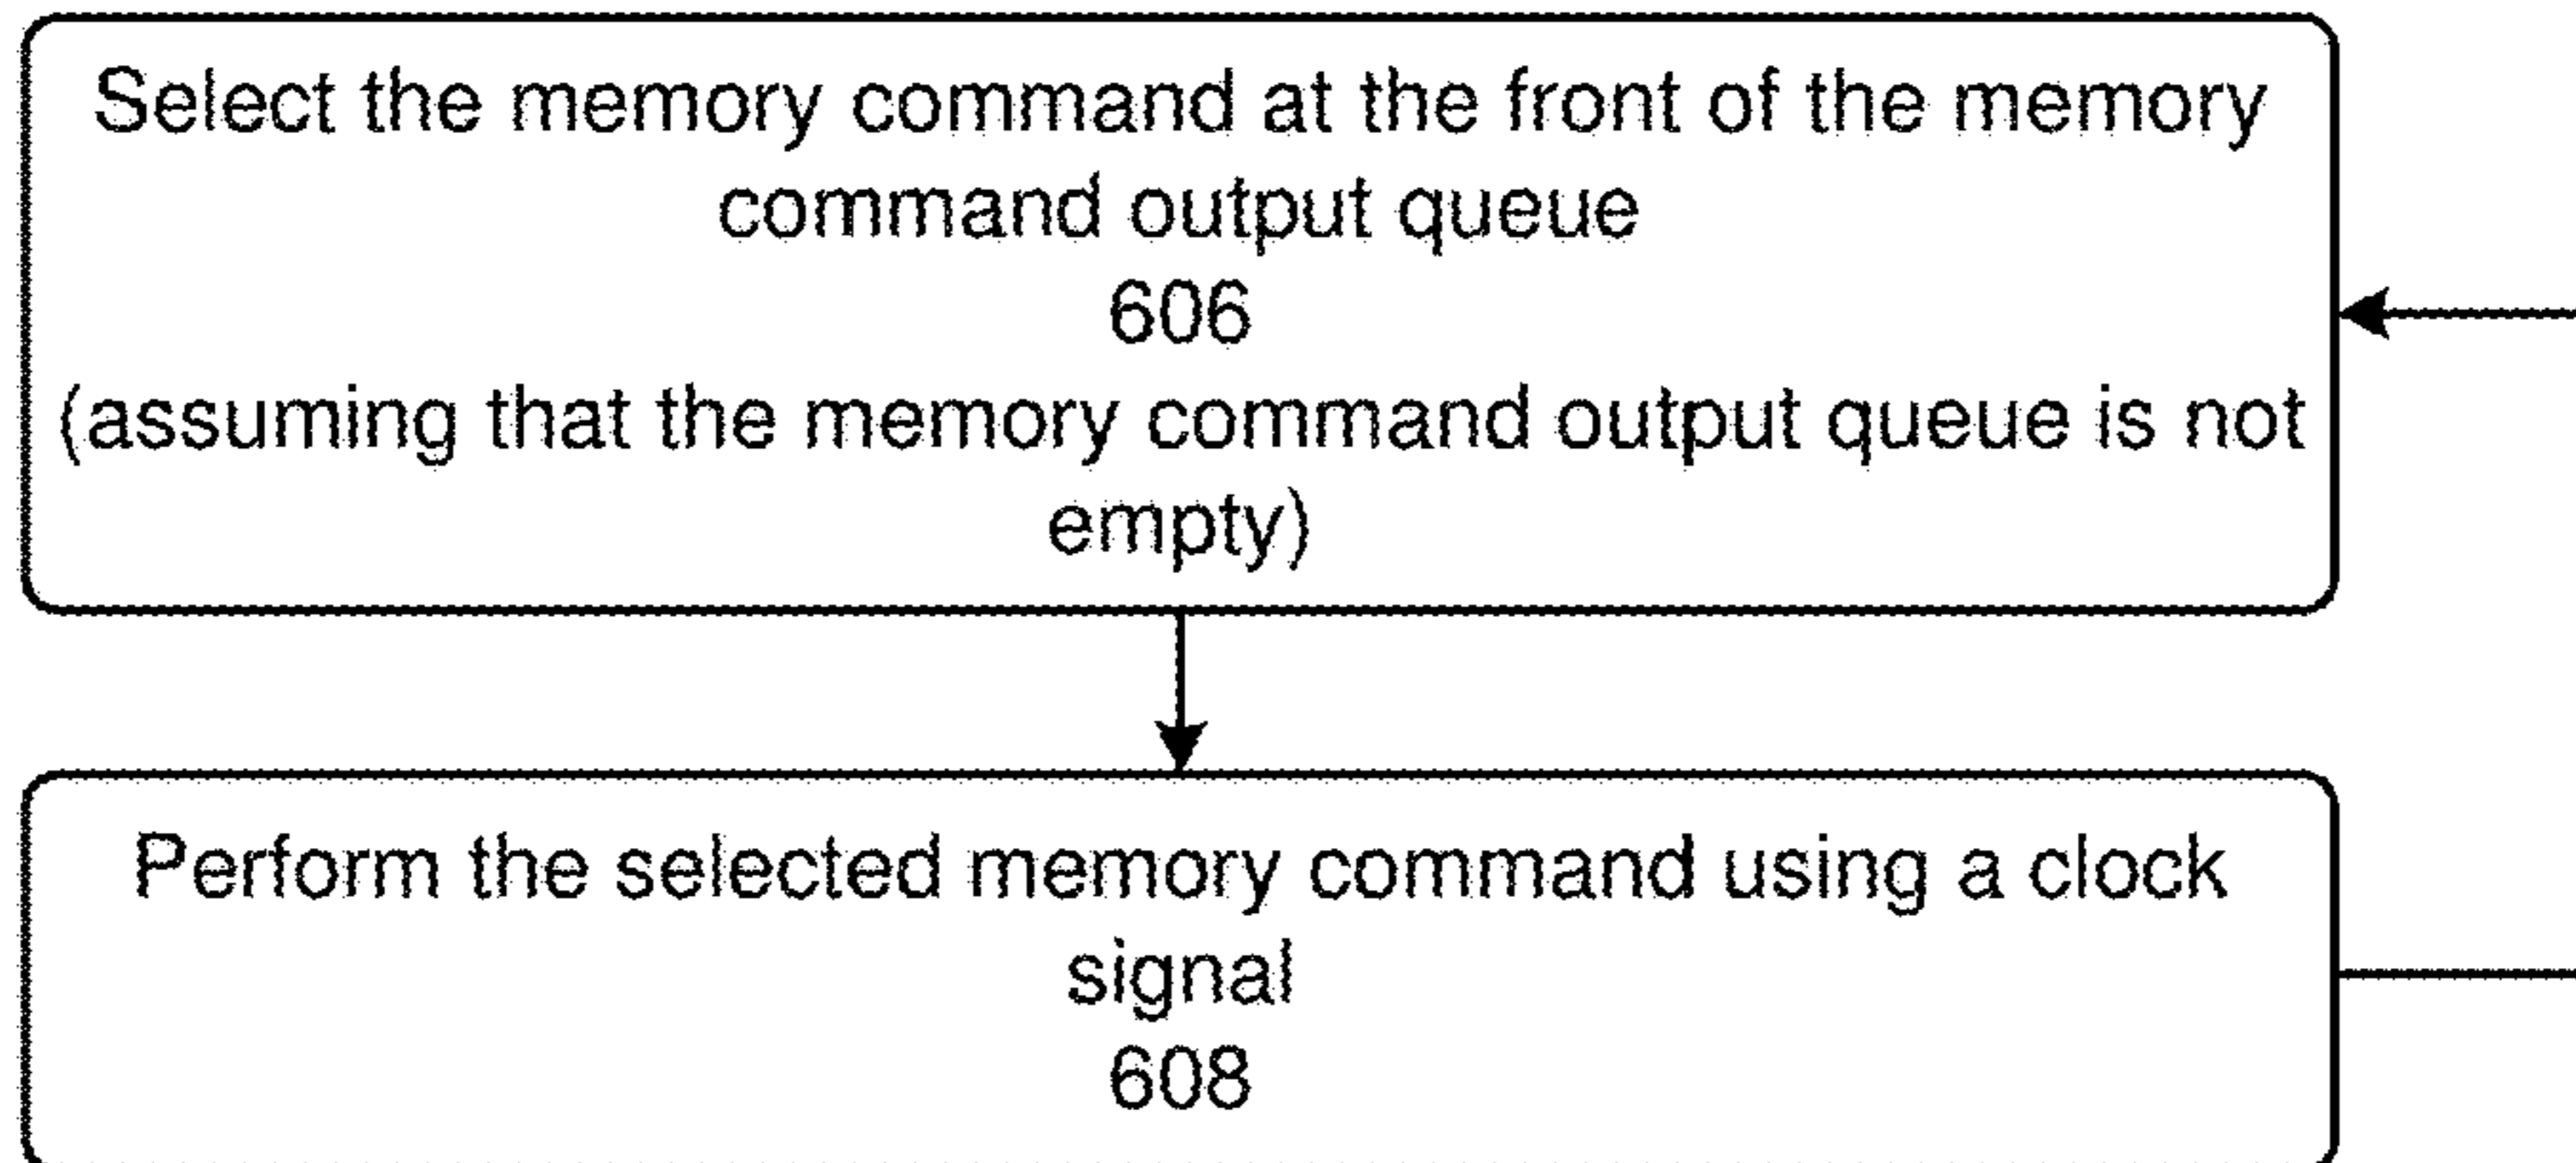 Select the memory command at the front of the memory
command output queue
606
(assuming that the memory command output queue is not
empty)
Perform the selected memory command using a clock
signal
608